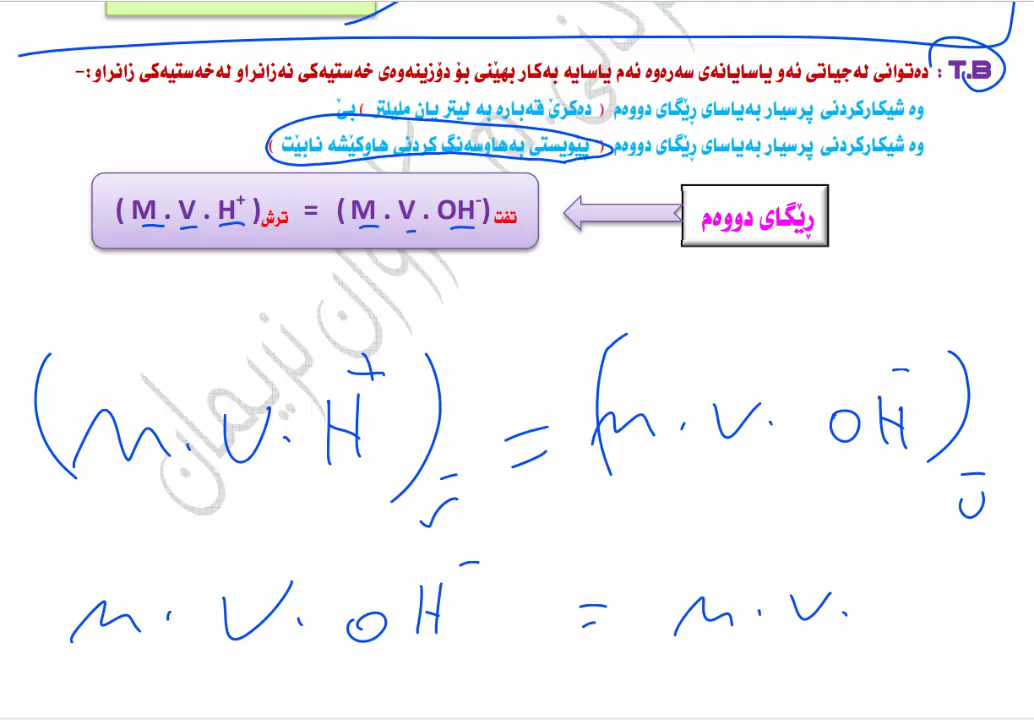 T.B : دەتوانی لەجیاتی ئەو یاسایانەی سەرەوە ئەم یاسایە بەکار بهێنی بۆ دۆزینەوەی خەستیەکی نەزانراو لەخەستیەکی زانراو :-
وە شیکارکردنی پرسیار بەیاسای ڕێگای دووەم ( دەکرێ قەبارە بە لیتر یان ملیلتر ) بێ
وە شیکارکردنی پرسیار بەیاسای ڕێگای دووەم ( پێویستی بەهاوسەنگ کردنی هاوکێشە نابێت )
( M . V . H⁺ )ترش = ( M . V . OH⁻ )تفت
ڕێگای دووەم
( M . V . H⁺ ) = ( M . V . OH⁻ )
M . V . OH⁻ = M . V .